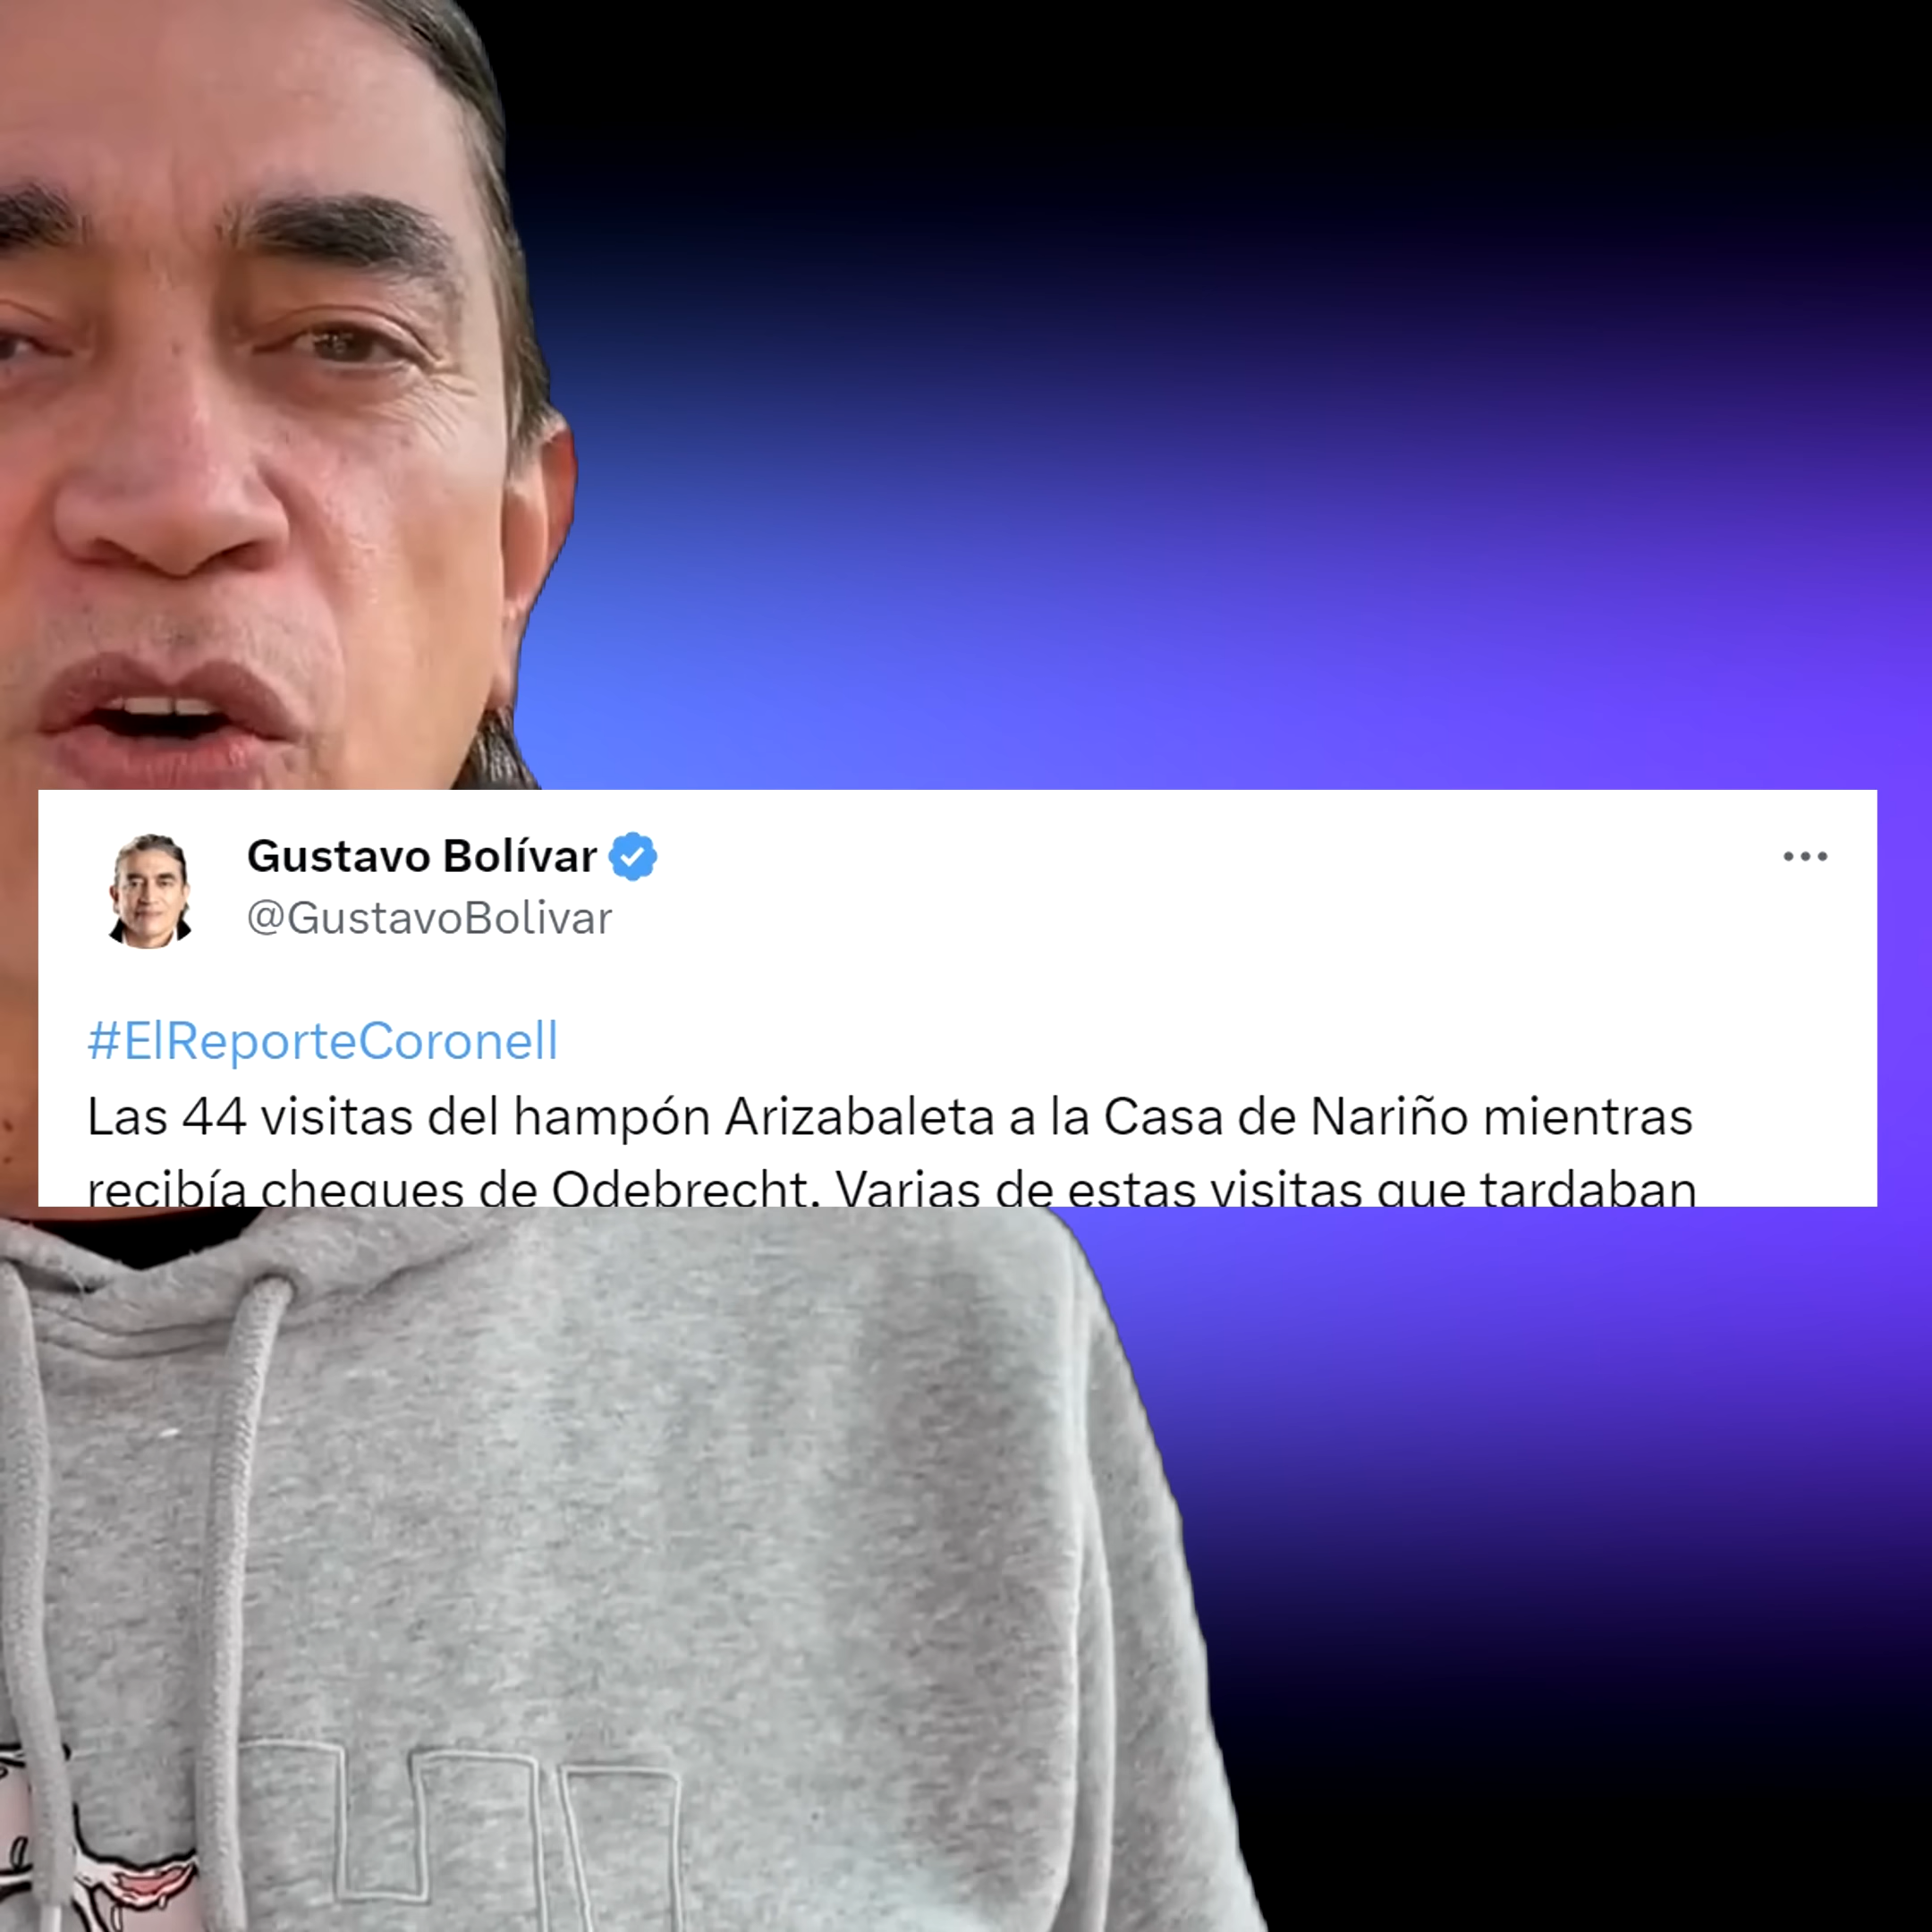 Gustavo Bolívar
@GustavoBolivar
#ElReporteCoronell
Las 44 visitas del hampón Arizabaleta a la Casa de Nariño mientras
recibía cheques de Odebrecht. Varias de estas visitas que tardaban